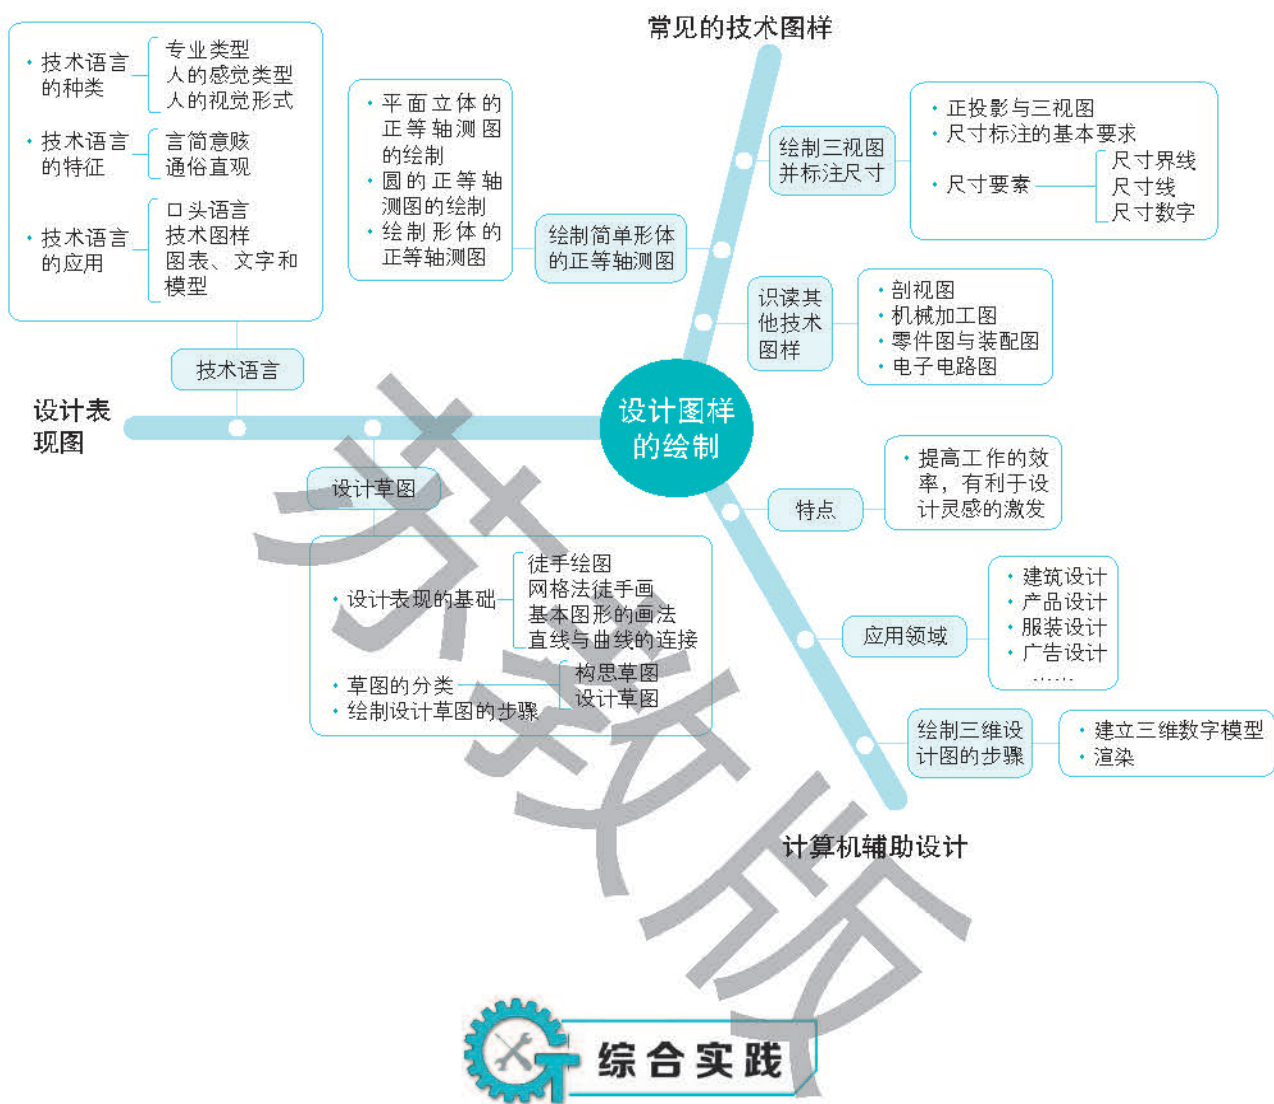 常见的技术图样
技术语言
的种类
专业类型
人的感觉类型
人的视觉形式
技术语言
的特征
言简意赅
通俗直观
技术语言
的应用
口头语言
技术图样
图表、文字和
模型
技术语言
平面立体的
正等轴测图
的绘制
圆的正等轴
测图的绘制
绘制形体的
正等轴测图
绘制简单形体
的正等轴测图
绘制三视图
并标注尺寸
正投影与三视图
尺寸标注的基本要求
尺寸要素
尺寸界线
尺寸线
尺寸数字
识读其
他技术
图样
剖视图
机械加工图
零件图与装配图
电子电路图
设计表
现图
设计图样
的绘制
设计草图
设计表现的基础
徒手绘图
网格法徒手画
基本图形的画法
直线与曲线的连接
草图的分类
构思草图
设计草图
绘制设计草图的步骤
特点
提高工作的效
率，有利于设
计灵感的激发
应用领域
建筑设计
产品设计
服装设计
广告设计
……
绘制三维设
计图的步骤
建立三维数字模型
渲染
计算机辅助设计
苏教版
综合实践